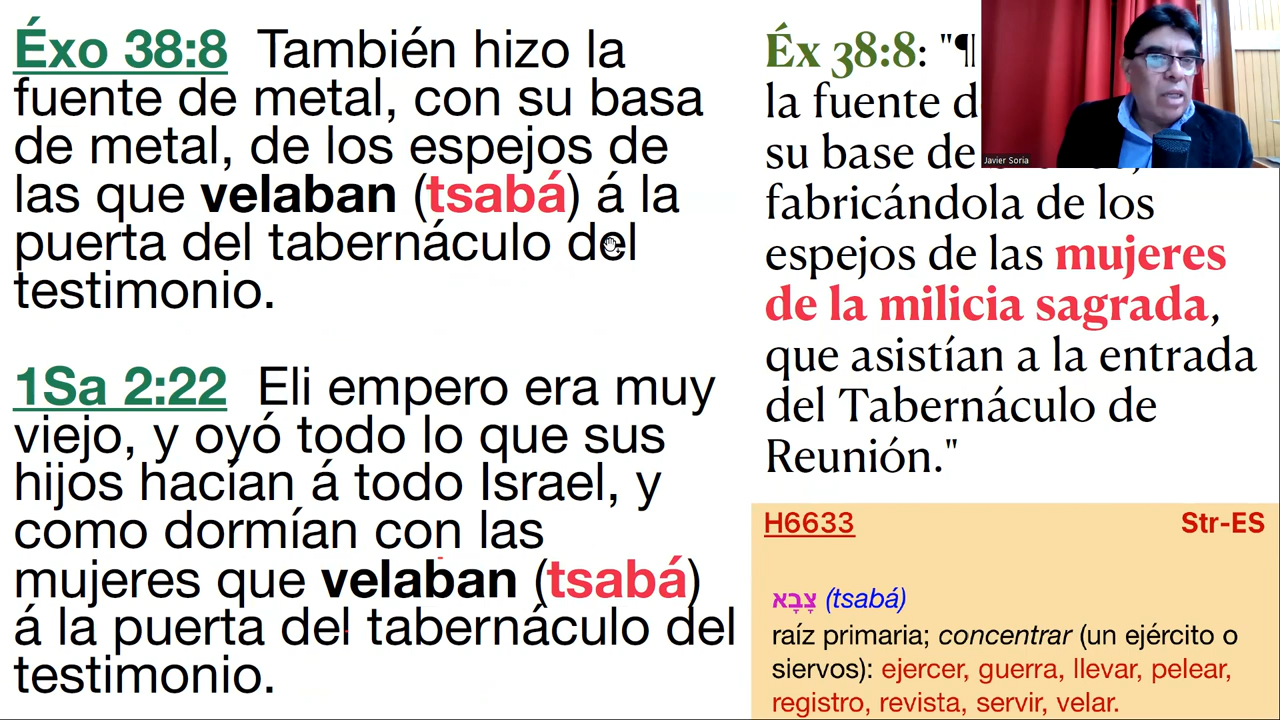 Éxo 38:8 También hizo la
fuente de metal, con su basa
de metal, de los espejos de
las que velaban (tsabá) á la
puerta del tabernáculo del
testimonio.
1Sa 2:22 Eli empero era muy
viejo, y oyó todo lo que sus
hijos hacían á todo Israel, y
como dormían con las
mujeres que velaban (tsabá)
á la puerta del tabernáculo del
testimonio.
Éx 38:8: "¶
la fuente
su base de
fabricándola de los
espejos de las mujeres
de la milicia sagrada,
que asistían a la entrada
del Tabernáculo de
Reunión."
Javier Soria
H6633 Str-ES
צָבָא (tsabá)
raíz primaria; concentrar (un ejército o
siervos): ejercer, guerra, llevar, pelear,
registro, revista, servir, velar.